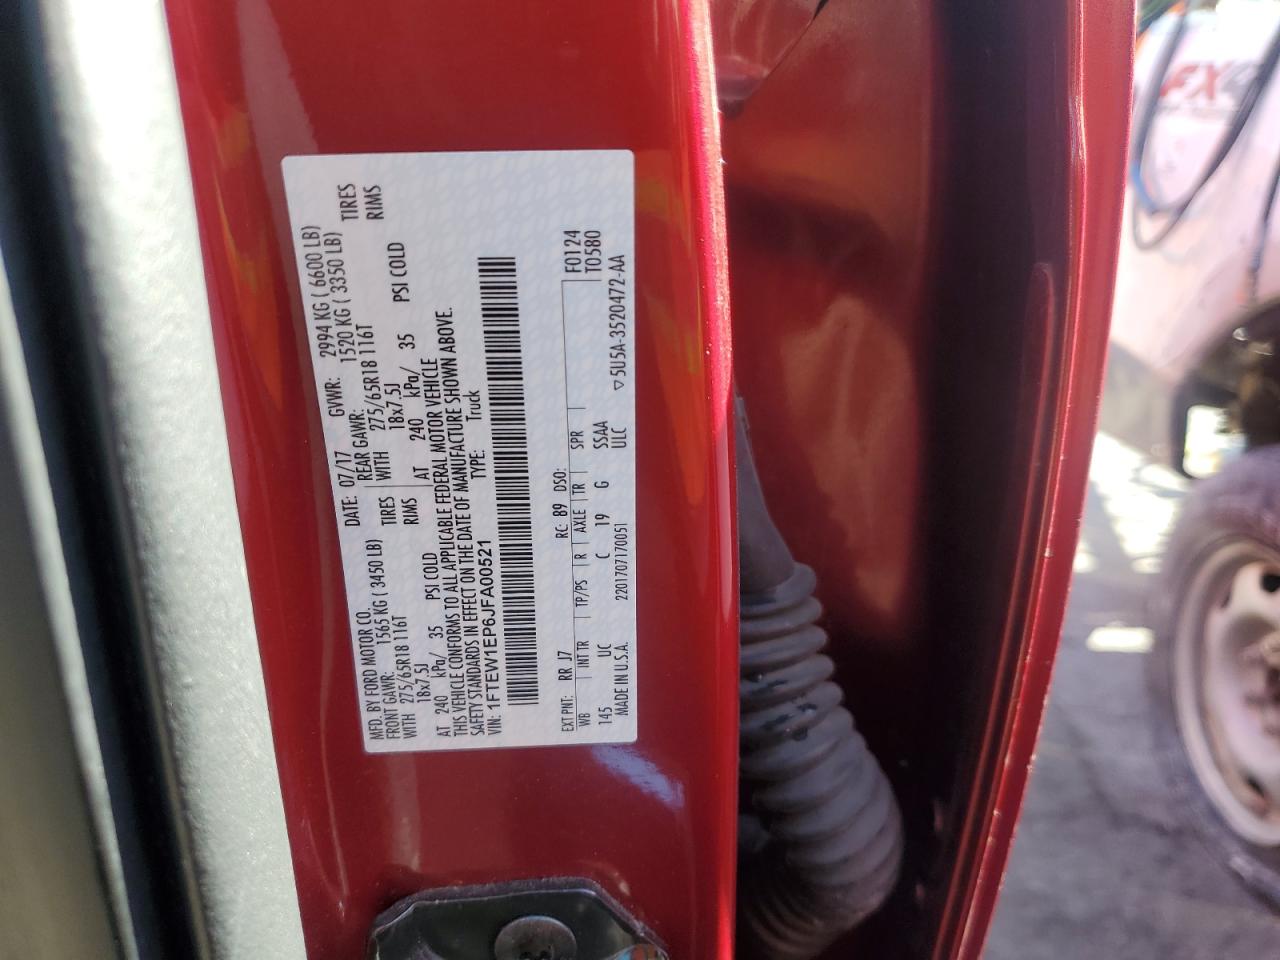 MFD. BY FORD MOTOR CO.
DATE: 07/17 GVWR: 2994 KG ( 6600 LB)
FRONT GAWR: 1565 KG ( 3450 LB) REAR GAWR: 1520 KG ( 3350 LB)
WITH 275/65R18 116T TIRES WITH 275/65R18 116T TIRES
18x7.5J RIMS 18x7.5J RIMS
AT 240 kPa/ 35 PSI COLD AT 240 kPa/ 35 PSI COLD
THIS VEHICLE CONFORMS TO ALL APPLICABLE FEDERAL MOTOR VEHICLE
SAFETY STANDARDS IN EFFECT ON THE DATE OF MANUFACTURE SHOWN ABOVE.
VIN: 1FTEW1EP6JFA00521 TYPE: Truck
EXT PNT: RR J7 RC: 89 DSO: F0124
WB INT TR TP/PS R AXLE TR SPR T0580
145 UC C 19 G SSAA
MADE IN U.S.A. 2201707170051 ULC ▽5U5A-3520472-AA
FX4